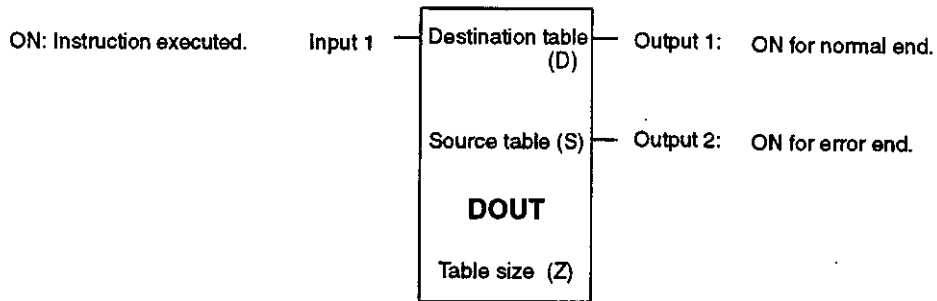 ON: Instruction executed. Input 1 Destination table Output 1: ON for normal end.
(D)
Source table (S) Output 2: ON for error end.
DOUT
Table size (Z)